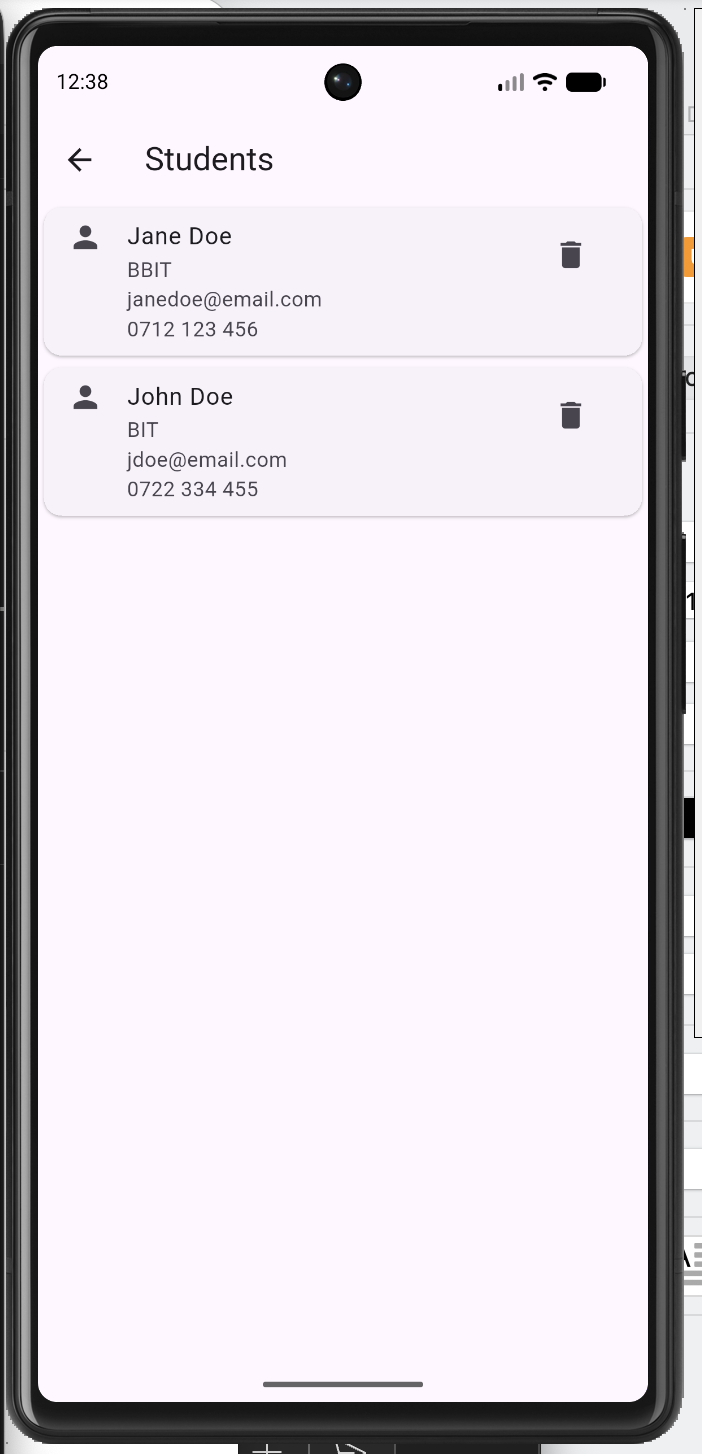 12:38
Students
Jane Doe
BBIT
janedoe@email.com
0712 123 456
John Doe
BIT
jdoe@email.com
0722 334 455